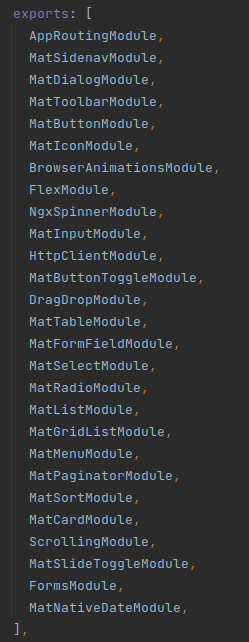 exports: [
AppRoutingModule,
MatSidenavModule,
MatDialogModule,
MatToolbarModule,
MatButtonModule,
MatIconModule,
BrowserAnimationsModule,
FlexModule,
NgxSpinnerModule,
MatInputModule,
HttpClientModule,
MatButtonToggleModule,
DragDropModule,
MatTableModule,
MatFormFieldModule,
MatSelectModule,
MatRadioModule,
MatListModule,
MatGridListModule,
MatMenuModule,
MatPaginatorModule,
MatSortModule,
MatCardModule,
ScrollingModule,
MatSlideToggleModule,
FormsModule,
MatNativeDateModule,
],